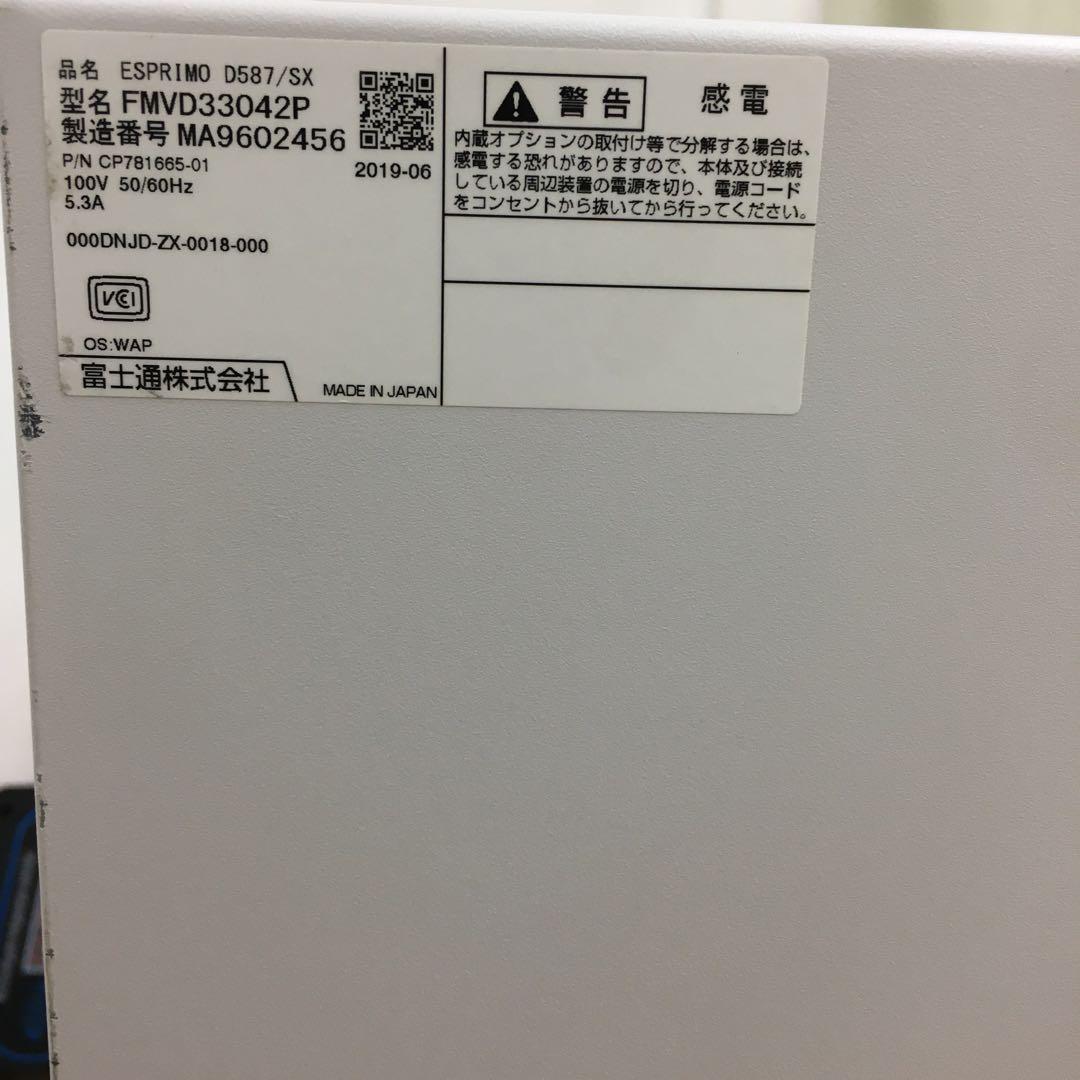 品名 ESPRIMO D587/SX
型名 FMVD33042P
製造番号 MA9602456
P/N CP781665-01
2019-06
100V 50/60Hz
5.3A
000DNJD-ZX-0018-000
VCCI
OS:WAP
富士通株式会社
MADE IN JAPAN
警告 感電
内蔵オプションの取付け等で分解する場合は、
感電する恐れがありますので、本体及び接続
している周辺装置の電源を切り、電源コード
をコンセントから抜いてから行ってください。